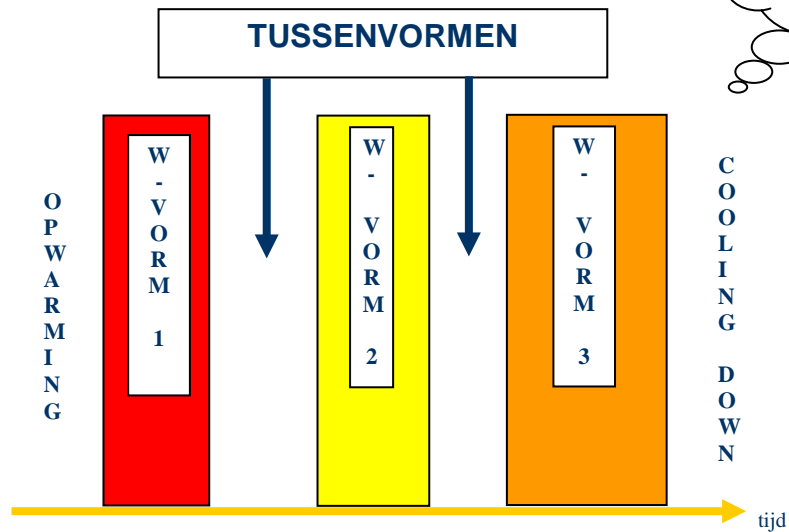 TUSSENVORMEN
OPWARMING
W-VORM 1
W- VORM 2
W- VORM 3
COOLING DOWN
tijd